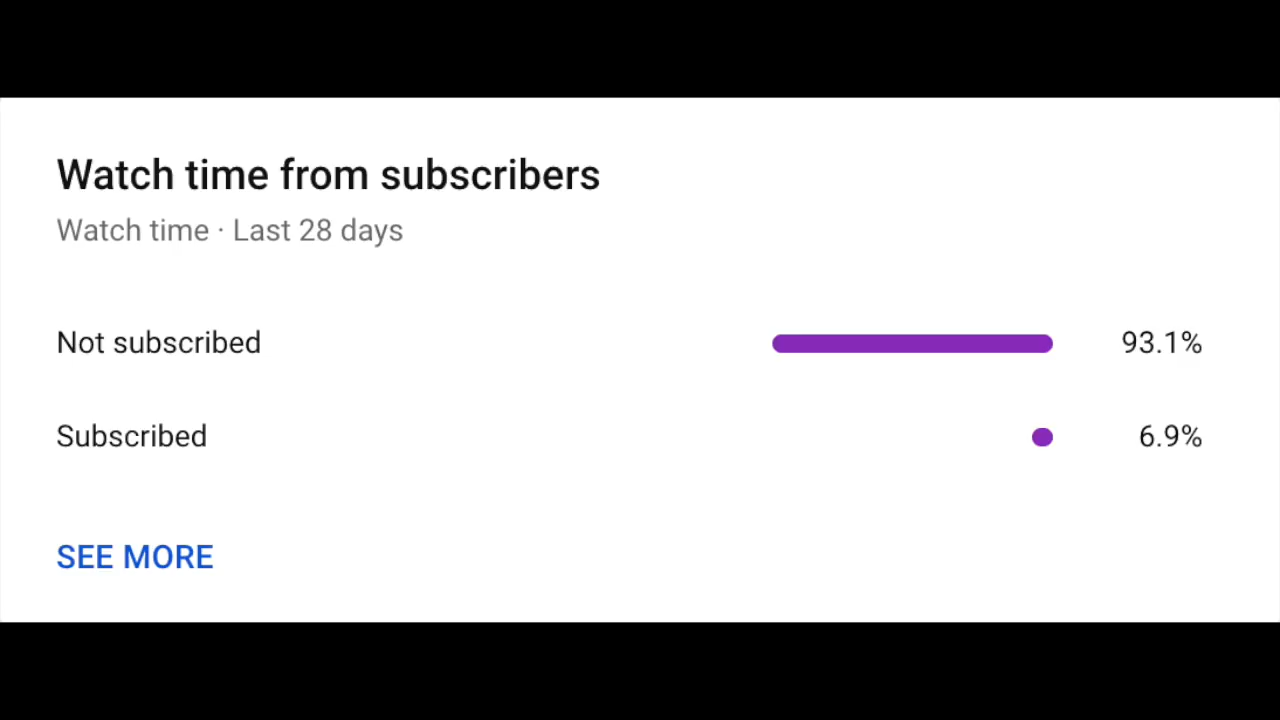 Watch time from subscribers
Watch time · Last 28 days
Not subscribed 93.1%
Subscribed 6.9%
SEE MORE